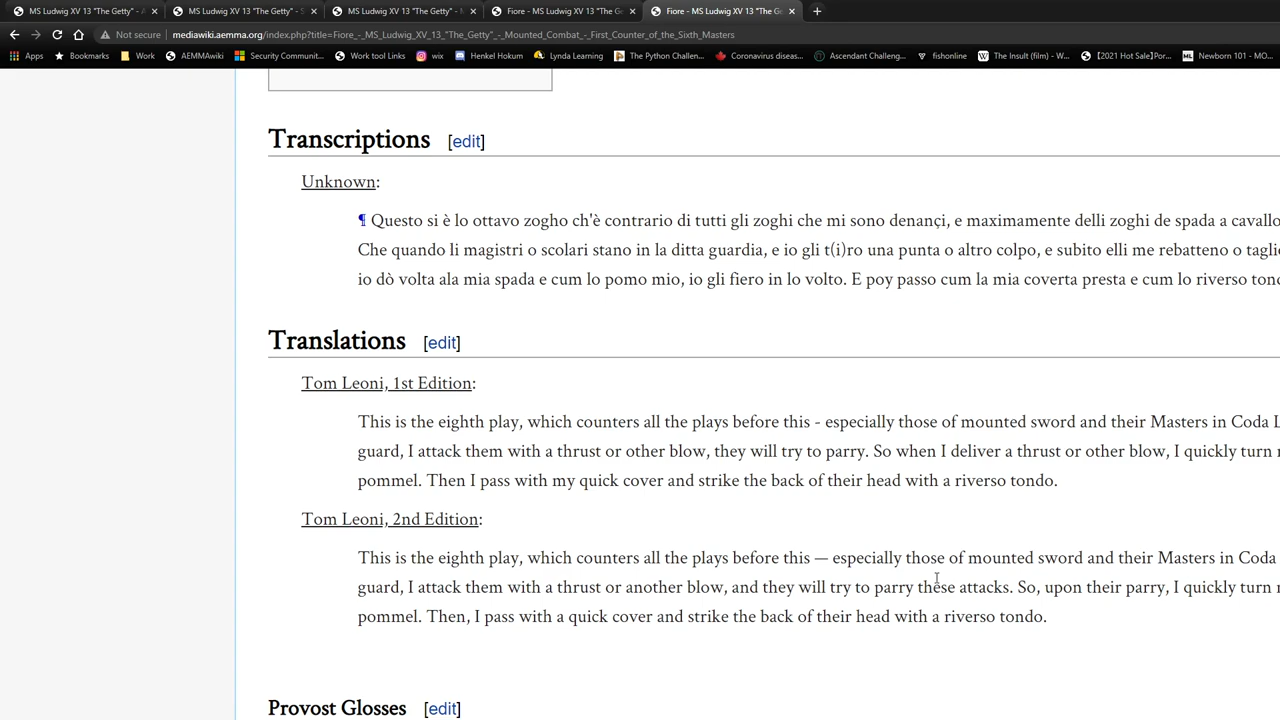 MS Ludwig XV 13 "The Getty" - A × MS Ludwig XV 13 "The Getty" - S × MS Ludwig XV 13 "The Getty" - M × Fiore - MS Ludwig XV 13 "The Ge × Fiore - MS Ludwig XV 13 "The Ge × +
Not secure | mediawiki.aemma.org/index.php?title=Fiore_-_MS_Ludwig_XV_13_"The_Getty"_-_Mounted_Combat_-_First_Counter_of_the_Sixth_Masters
Apps Bookmarks Work AEMMAwiki Security Communi... Work tool Links wix Henkel Hokum Lynda Learning The Python Challen... Coronavirus diseas... Ascendant Challeng... fishonline The Insult (film) - W... 【2021 Hot Sale】Por... Newborn 101 - MO...
Transcriptions [edit]
Unknown:
¶ Questo si è lo ottavo zogho ch'è contrario di tutti gli zoghi che mi sono denançi, e maximamente delli zoghi de spada a cavallo
Che quando li magistri o scolari stano in la ditta guardia, e io gli t(i)ro una punta o altro colpo, e subito elli me rebatteno o taglio
io dò volta ala mia spada e cum lo pomo mio, io gli fiero in lo volto. E poy passo cum la mia coverta presta e cum lo riverso tond
Translations [edit]
Tom Leoni, 1st Edition:
This is the eighth play, which counters all the plays before this - especially those of mounted sword and their Masters in Coda L
guard, I attack them with a thrust or other blow, they will try to parry. So when I deliver a thrust or other blow, I quickly turn
pommel. Then I pass with my quick cover and strike the back of their head with a riverso tondo.
Tom Leoni, 2nd Edition:
This is the eighth play, which counters all the plays before this — especially those of mounted sword and their Masters in Coda
guard, I attack them with a thrust or another blow, and they will try to parry these attacks. So, upon their parry, I quickly turn
pommel. Then, I pass with a quick cover and strike the back of their head with a riverso tondo.
Provost Glosses [edit]